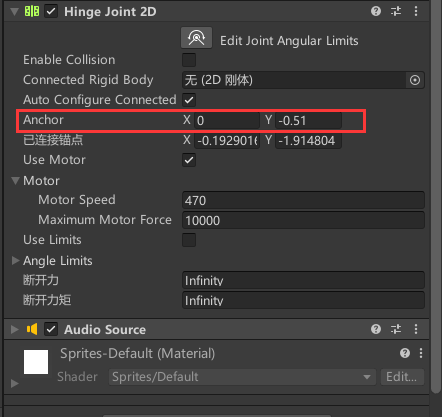 Hinge Joint 2D
Edit Joint Angular Limits
Enable Collision
Connected Rigid Body 无 (2D 刚体)
Auto Configure Connected
Anchor X 0 Y -0.51
已连接锚点 X -0.1929016 Y -1.914804
Use Motor
Motor
Motor Speed 470
Maximum Motor Force 10000
Use Limits
Angle Limits
断开力 Infinity
断开力矩 Infinity
Audio Source
Sprites-Default (Material)
Shader Sprites/Default Edit...